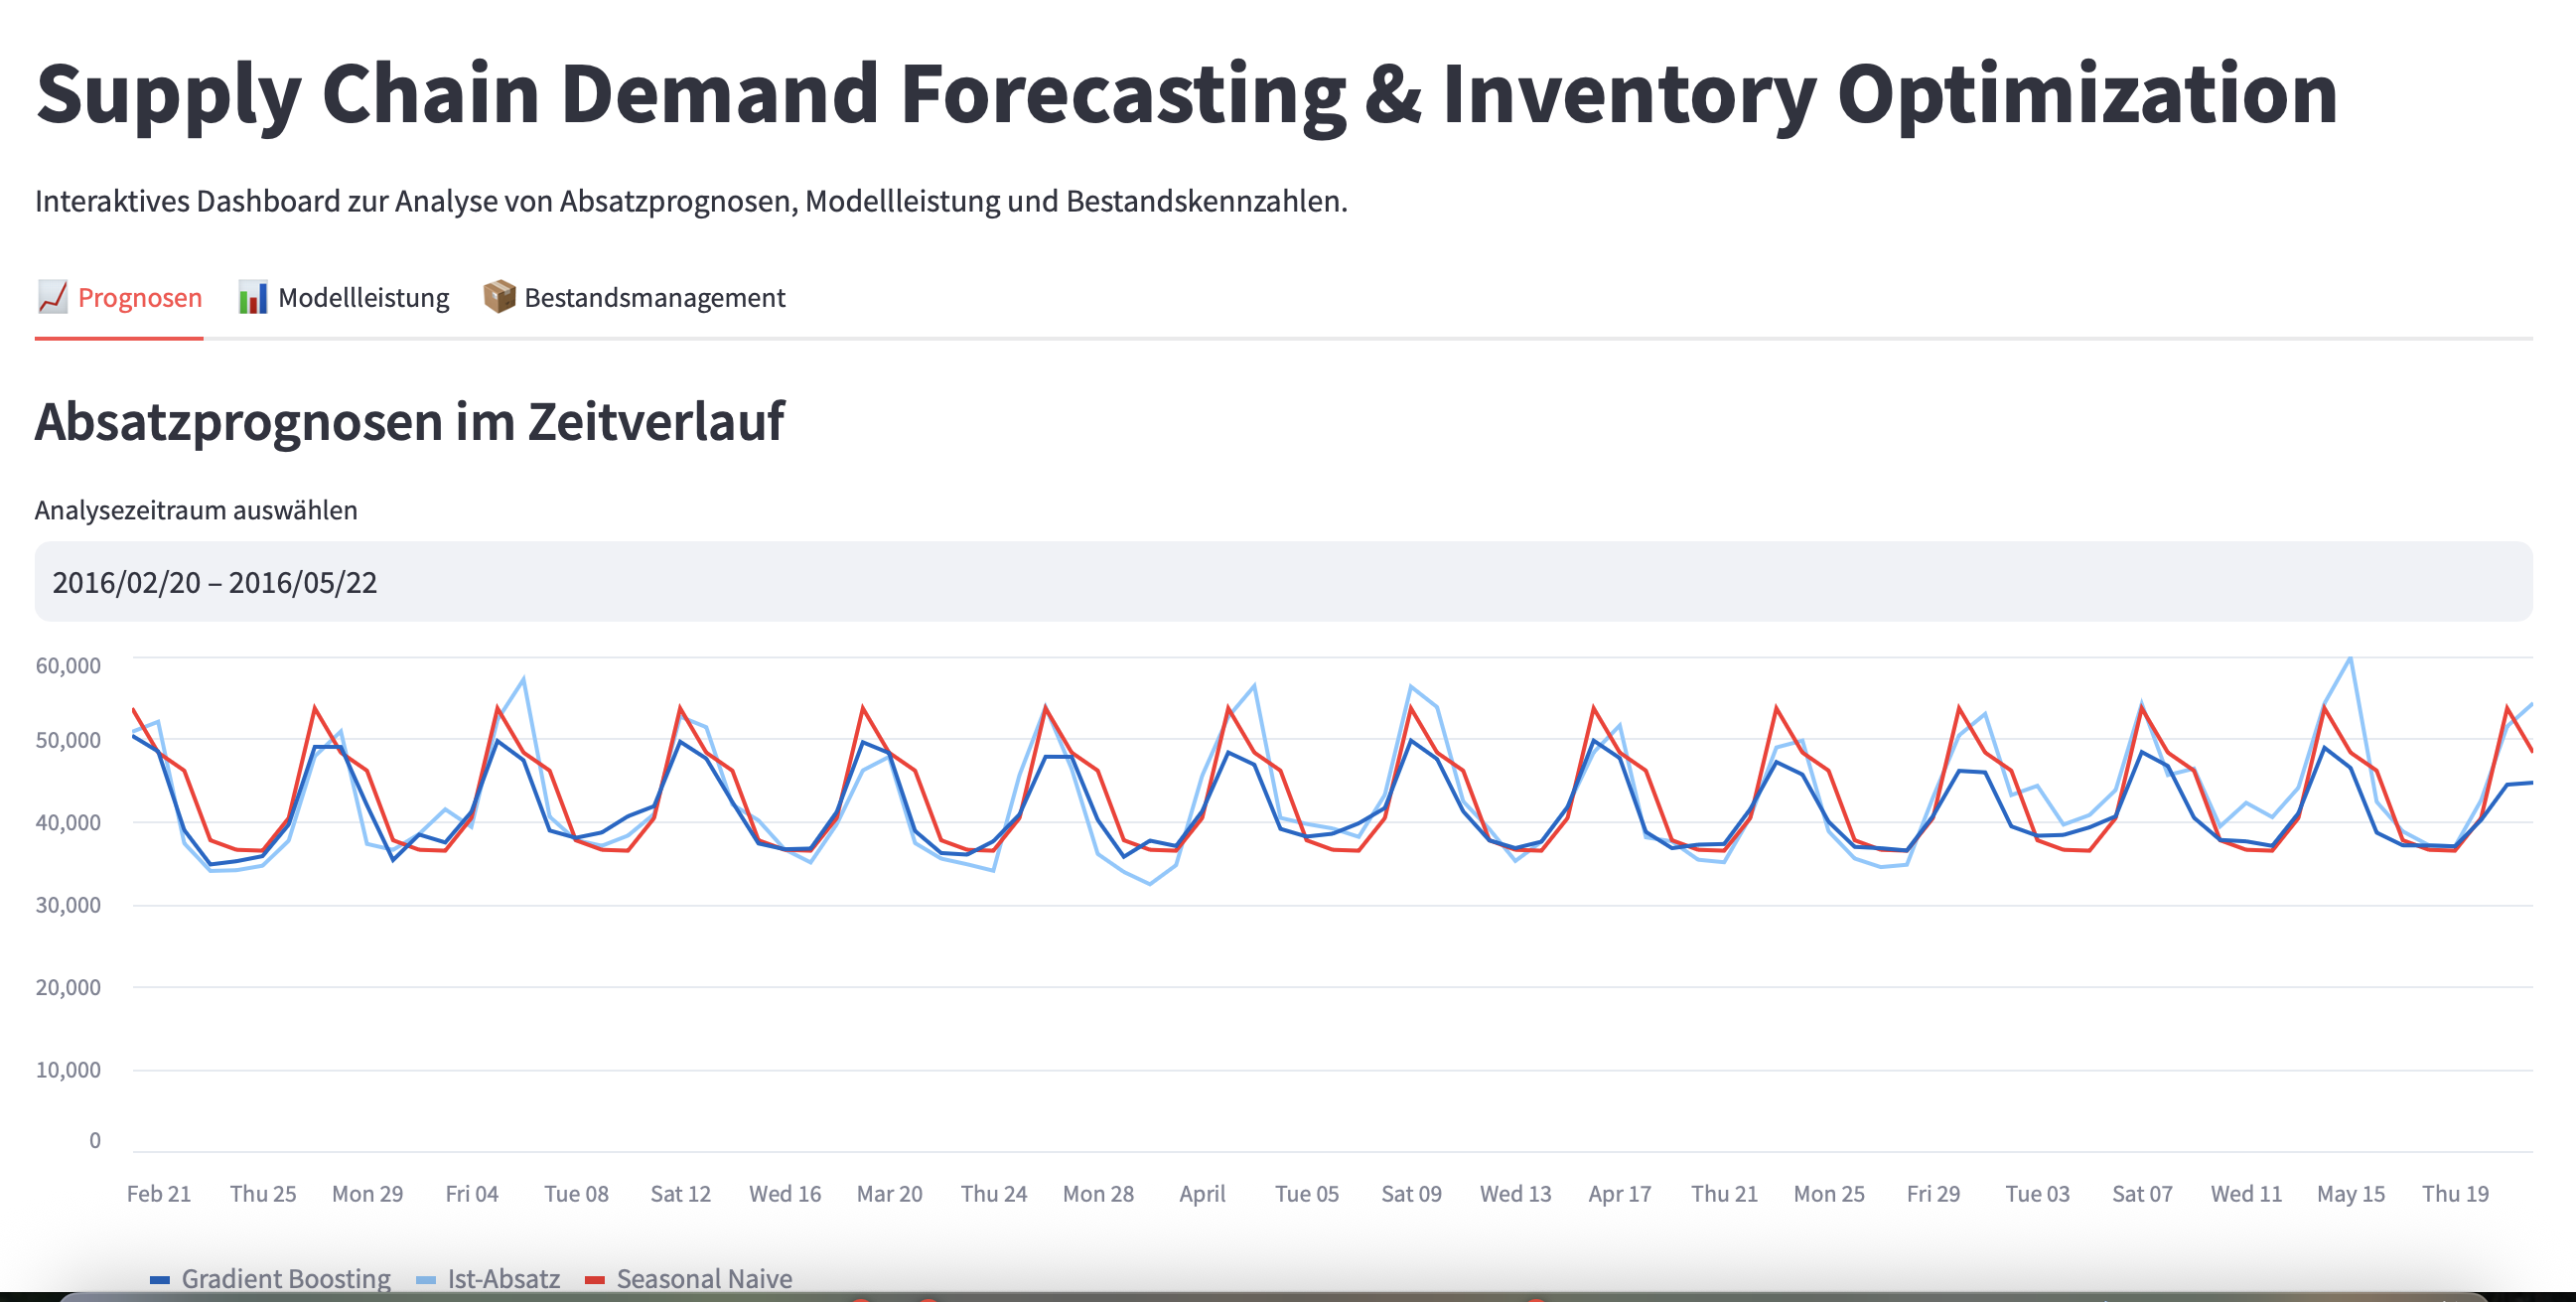 Supply Chain Demand Forecasting & Inventory Optimization
Interaktives Dashboard zur Analyse von Absatzprognosen, Modellleistung und Bestandskennzahlen.
Prognosen Modellleistung Bestandsmanagement
Absatzprognosen im Zeitverlauf
Analysezeitraum auswählen
2016/02/20 – 2016/05/22
60,000
50,000
40,000
30,000
20,000
10,000
0
Feb 21 Thu 25 Mon 29 Fri 04 Tue 08 Sat 12 Wed 16 Mar 20 Thu 24 Mon 28 April Tue 05 Sat 09 Wed 13 Apr 17 Thu 21 Mon 25 Fri 29 Tue 03 Sat 07 Wed 11 May 15 Thu 19
Gradient Boosting Ist-Absatz Seasonal Naive